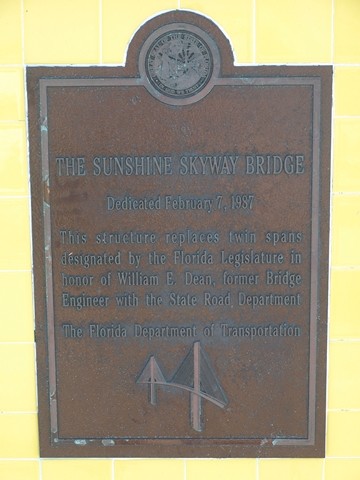 THE SUNSHINE SKYWAY BRIDGE
Dedicated February 7, 1987
This structure replaces twin spans
designated by the Florida Legislature in
honor of William E. Dean, former Bridge
Engineer with the State Road Department
The Florida Department of Transportation